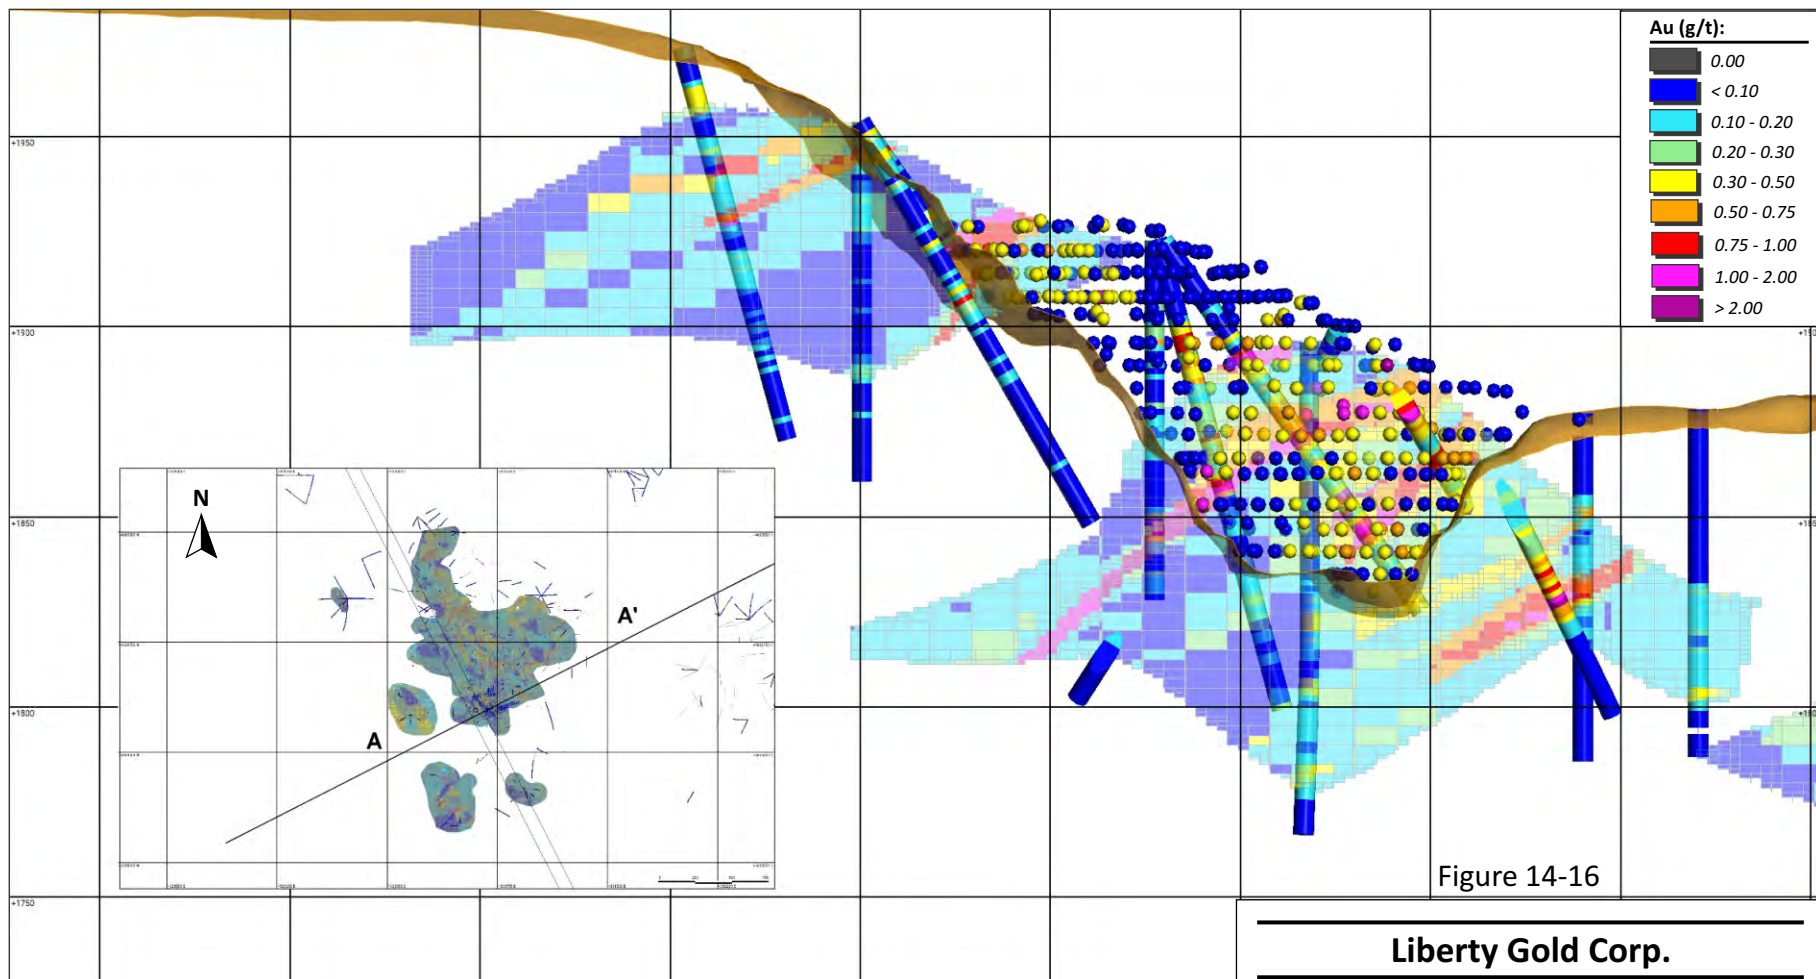 Au (g/t):
0.00
< 0.10
0.10 - 0.20
0.20 - 0.30
0.30 - 0.50
0.50 - 0.75
0.75 - 1.00
1.00 - 2.00
> 2.00
+1950
+1900
+1850
+1800
+1750
N
A'
A
Figure 14-16
Liberty Gold Corp.